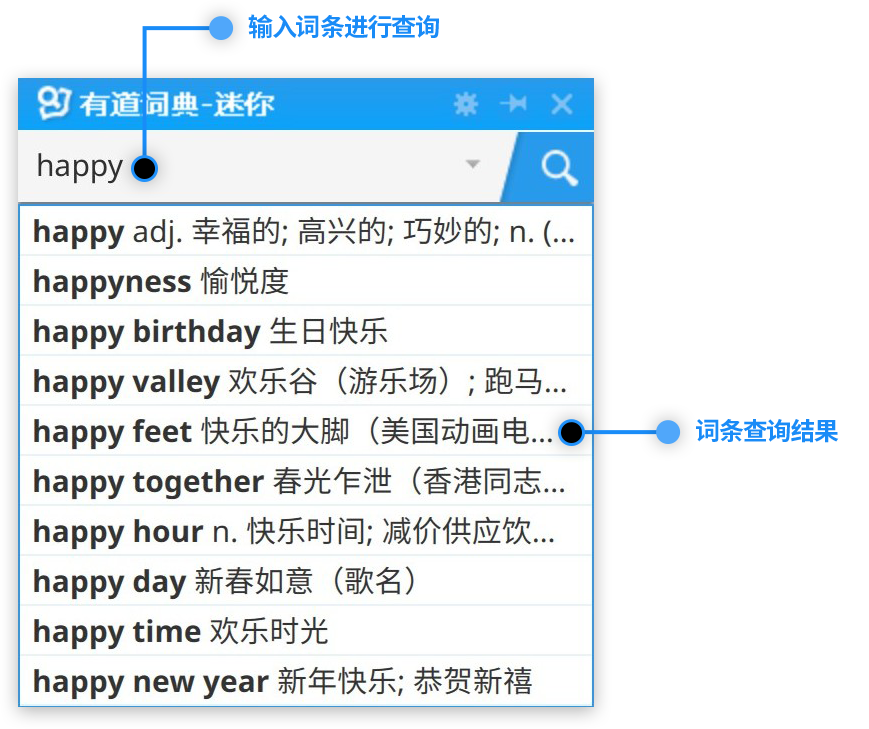 输入词条进行查询
有道词典-迷你
happy
happy adj. 幸福的; 高兴的; 巧妙的; n. (...
happyness 愉悦度
happy birthday 生日快乐
happy valley 欢乐谷（游乐场）; 跑马...
happy feet 快乐的大脚（美国动画电...
词条查询结果
happy together 春光乍泄（香港同志...
happy hour n. 快乐时间; 减价供应饮...
happy day 新春如意（歌名）
happy time 欢乐时光
happy new year 新年快乐; 恭贺新禧